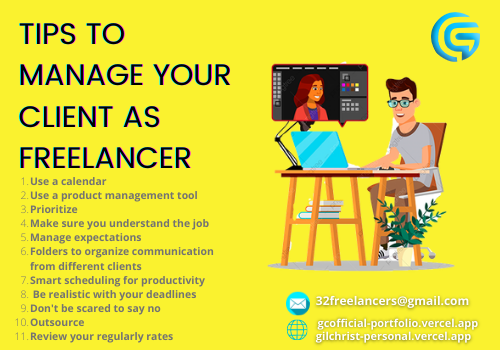 TIPS TO
MANAGE YOUR
CLIENT AS
FREELANCER
1. Use a calendar
2. Use a product management tool
3. Prioritize
4. Make sure you understand the job
5. Manage expectations
6. Folders to organize communication
from different clients
7. Smart scheduling for productivity
8. Be realistic with your deadlines
9. Don't be scared to say no
10. Outsource
11. Review your regularly rates
32freelancers@gmail.com
gcofficial-portfolio.vercel.app
gilchrist-personal.vercel.app